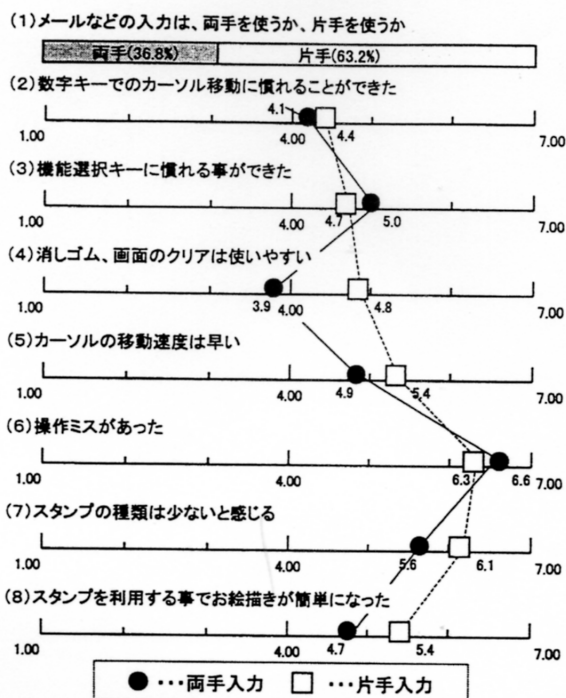 (1)メールなどの入力は、両手を使うか、片手を使うか
両手(36.8%) 片手(63.2%)
(2)数字キーでのカーソル移動に慣れることができた
4.1
1.00 4.00 4.4 7.00
(3)機能選択キーに慣れる事ができた
1.00 4.00 4.7 5.0 7.00
(4)消しゴム、画面のクリアは使いやすい
1.00 3.9 4.00 4.8 7.00
(5)カーソルの移動速度は早い
1.00 4.00 4.9 5.4 7.00
(6)操作ミスがあった
1.00 4.00 6.3 6.6 7.00
(7)スタンプの種類は少ないと感じる
1.00 4.00 5.6 6.1 7.00
(8)スタンプを利用する事でお絵描きが簡単になった
1.00 4.00 4.7 5.4 7.00
●…両手入力 □…片手入力